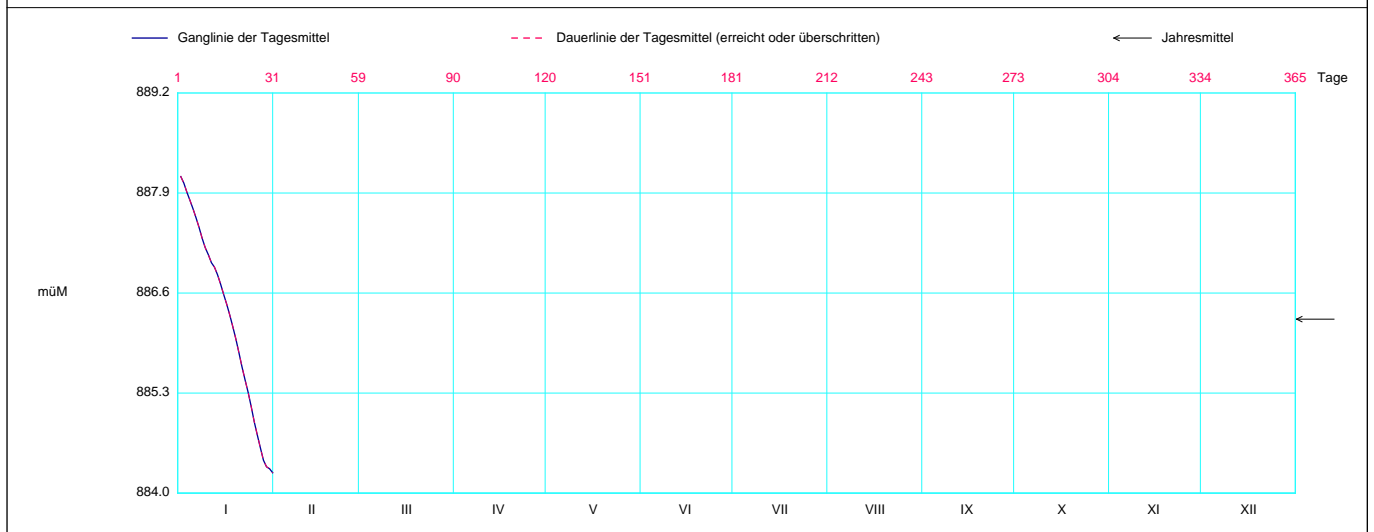 Ganglinie der Tagesmittel Dauerlinie der Tagesmittel (erreicht oder überschritten) Jahresmittel
1 31 59 90 120 151 181 212 243 273 304 334 365 Tage
889.2
887.9
müM 886.6
885.3
884.0
I II III IV V VI VII VIII IX X XI XII